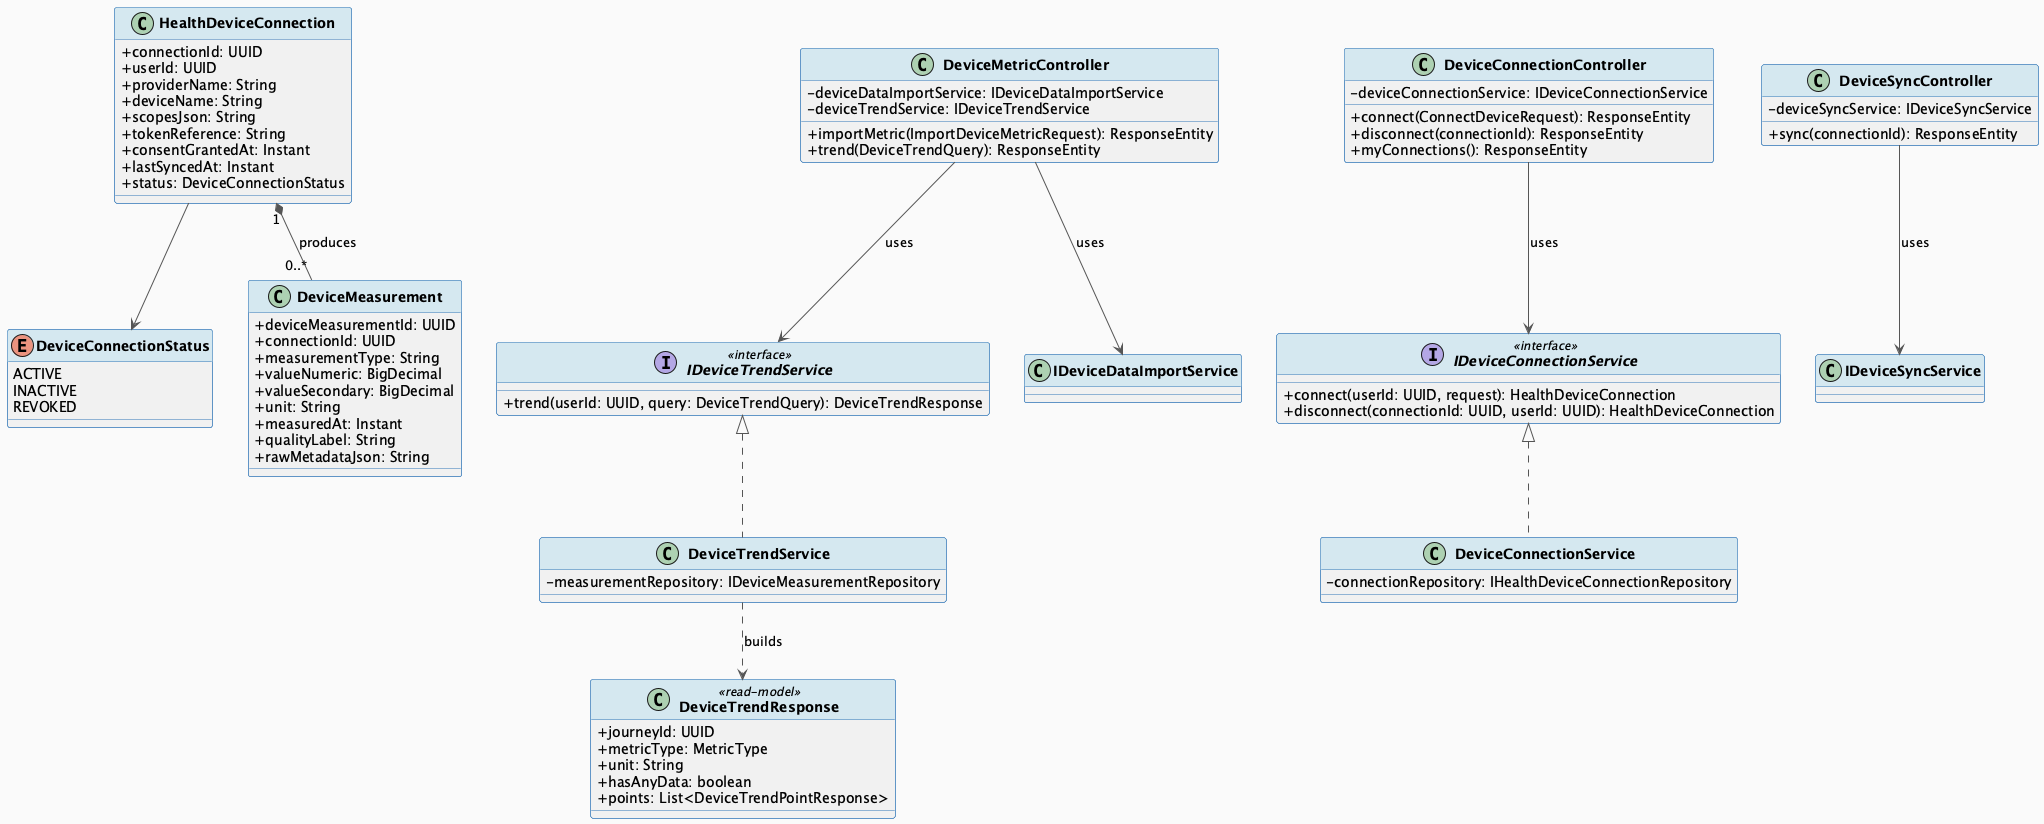 C HealthDeviceConnection
+connectionId: UUID
+userId: UUID
+providerName: String
+deviceName: String
+scopesJson: String
+tokenReference: String
+consentGrantedAt: Instant
+lastSyncedAt: Instant
+status: DeviceConnectionStatus
1
produces
0..*
E DeviceConnectionStatus
ACTIVE
INACTIVE
REVOKED
C DeviceMeasurement
+deviceMeasurementId: UUID
+connectionId: UUID
+measurementType: String
+valueNumeric: BigDecimal
+valueSecondary: BigDecimal
+unit: String
+measuredAt: Instant
+qualityLabel: String
+rawMetadataJson: String
C DeviceMetricController
-deviceDataImportService: IDeviceDataImportService
-deviceTrendService: IDeviceTrendService
+importMetric(ImportDeviceMetricRequest): ResponseEntity
+trend(DeviceTrendQuery): ResponseEntity
uses
uses
I «interface»
IDeviceTrendService
+trend(userId: UUID, query: DeviceTrendQuery): DeviceTrendResponse
C IDeviceDataImportService
C DeviceTrendService
-measurementRepository: IDeviceMeasurementRepository
builds
C «read-model»
DeviceTrendResponse
+journeyId: UUID
+metricType: MetricType
+unit: String
+hasAnyData: boolean
+points: List<DeviceTrendPointResponse>
C DeviceConnectionController
-deviceConnectionService: IDeviceConnectionService
+connect(ConnectDeviceRequest): ResponseEntity
+disconnect(connectionId): ResponseEntity
+myConnections(): ResponseEntity
uses
I «interface»
IDeviceConnectionService
+connect(userId: UUID, request): HealthDeviceConnection
+disconnect(connectionId: UUID, userId: UUID): HealthDeviceConnection
C DeviceConnectionService
-connectionRepository: IHealthDeviceConnectionRepository
C DeviceSyncController
-deviceSyncService: IDeviceSyncService
+sync(connectionId): ResponseEntity
uses
C IDeviceSyncService